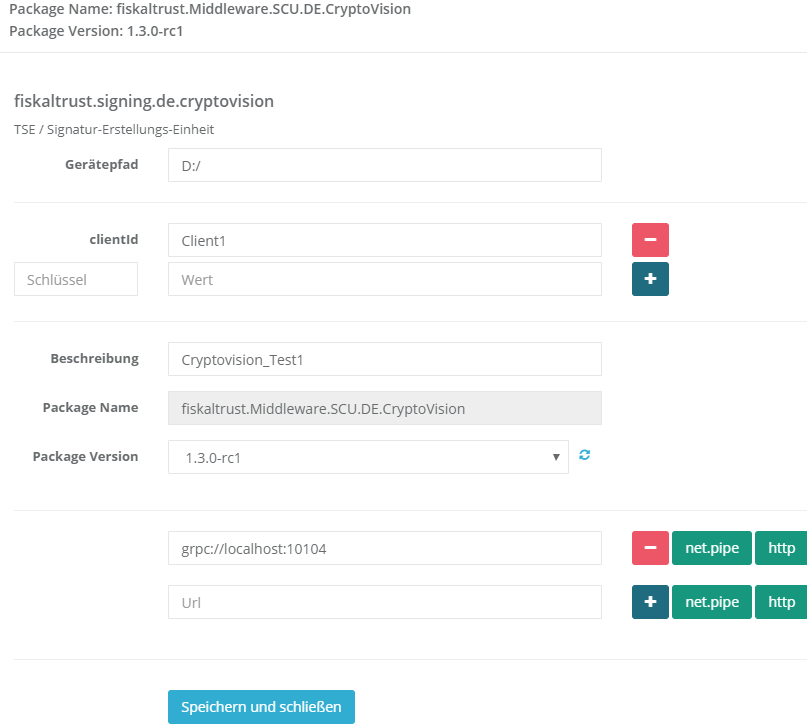 Package Name: fiskaltrust.Middleware.SCU.DE.CryptoVision
Package Version: 1.3.0-rc1
fiskaltrust.signing.de.cryptovision
TSE / Signatur-Erstellungs-Einheit
Gerätepfad D:/
clientId Client1
Schlüssel Wert
Beschreibung Cryptovision_Test1
Package Name fiskaltrust.Middleware.SCU.DE.CryptoVision
Package Version 1.3.0-rc1
grpc://localhost:10104 net.pipe http
Url net.pipe http
Speichern und schließen